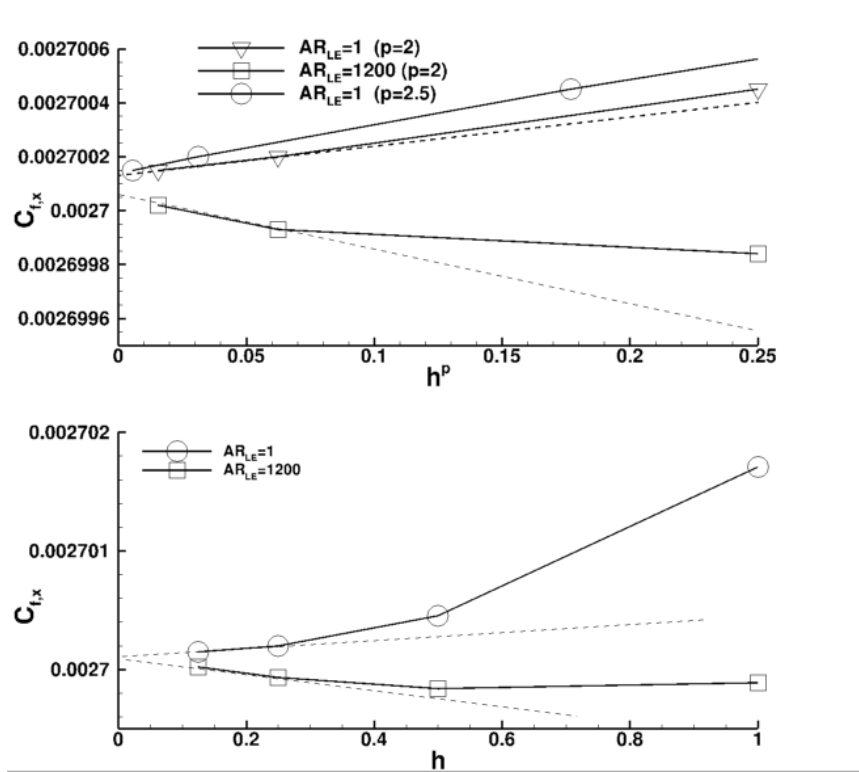 0.0027006
AR_LE=1 (p=2)
AR_LE=1200 (p=2)
0.0027004
AR_LE=1 (p=2.5)
0.0027002
C_f,x
0.0027
0.0026998
0.0026996
0 0.05 0.1 0.15 0.2 0.25
h^p
0.002702
AR_LE=1
AR_LE=1200
0.002701
C_f,x
0.0027
0 0.2 0.4 0.6 0.8 1
h